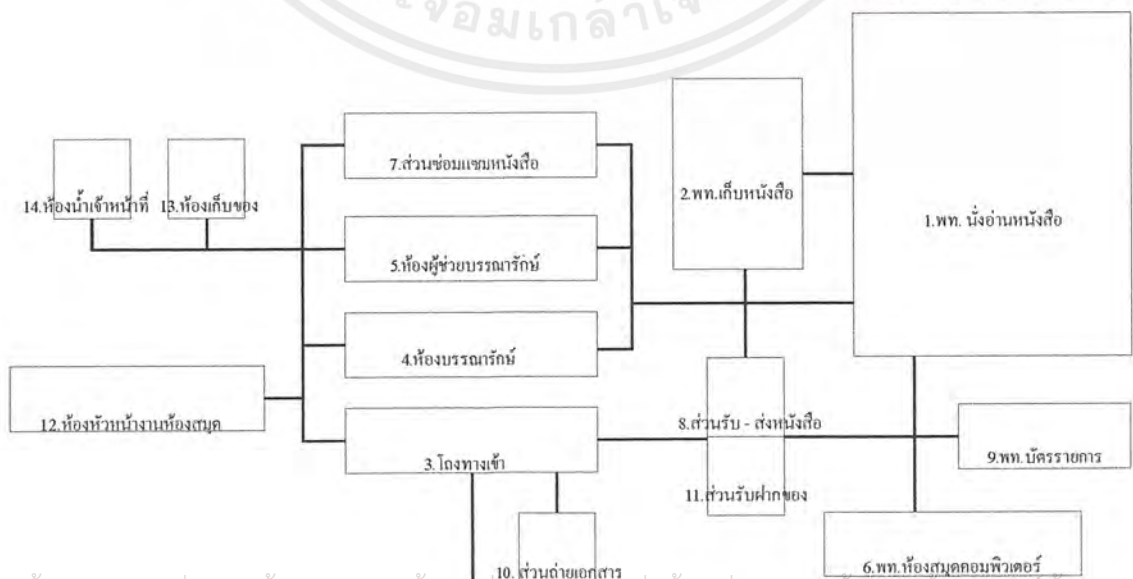 ะจอมเกล้าเจ
7.ส่วนซ่อมแซมหนังสือ
14.ห้องน้ำเจ้าหน้าที่
13.ห้องเก็บของ
2.พท.เก็บหนังสือ
1.พท. นั่งอ่านหนังสือ
5.ห้องผู้ช่วยบรรณารักษ์
4.ห้องบรรณารักษ์
12.ห้องหัวหน้างานห้องสมุด
8.ส่วนรับ - ส่งหนังสือ
3.โถงทางเข้า
9.พท.บัตรรายการ
11.ส่วนรับฝากของ
6.พท.ห้องสมุดคอมพิวเตอร์
10. ส่วนถ่ายเอกสาร